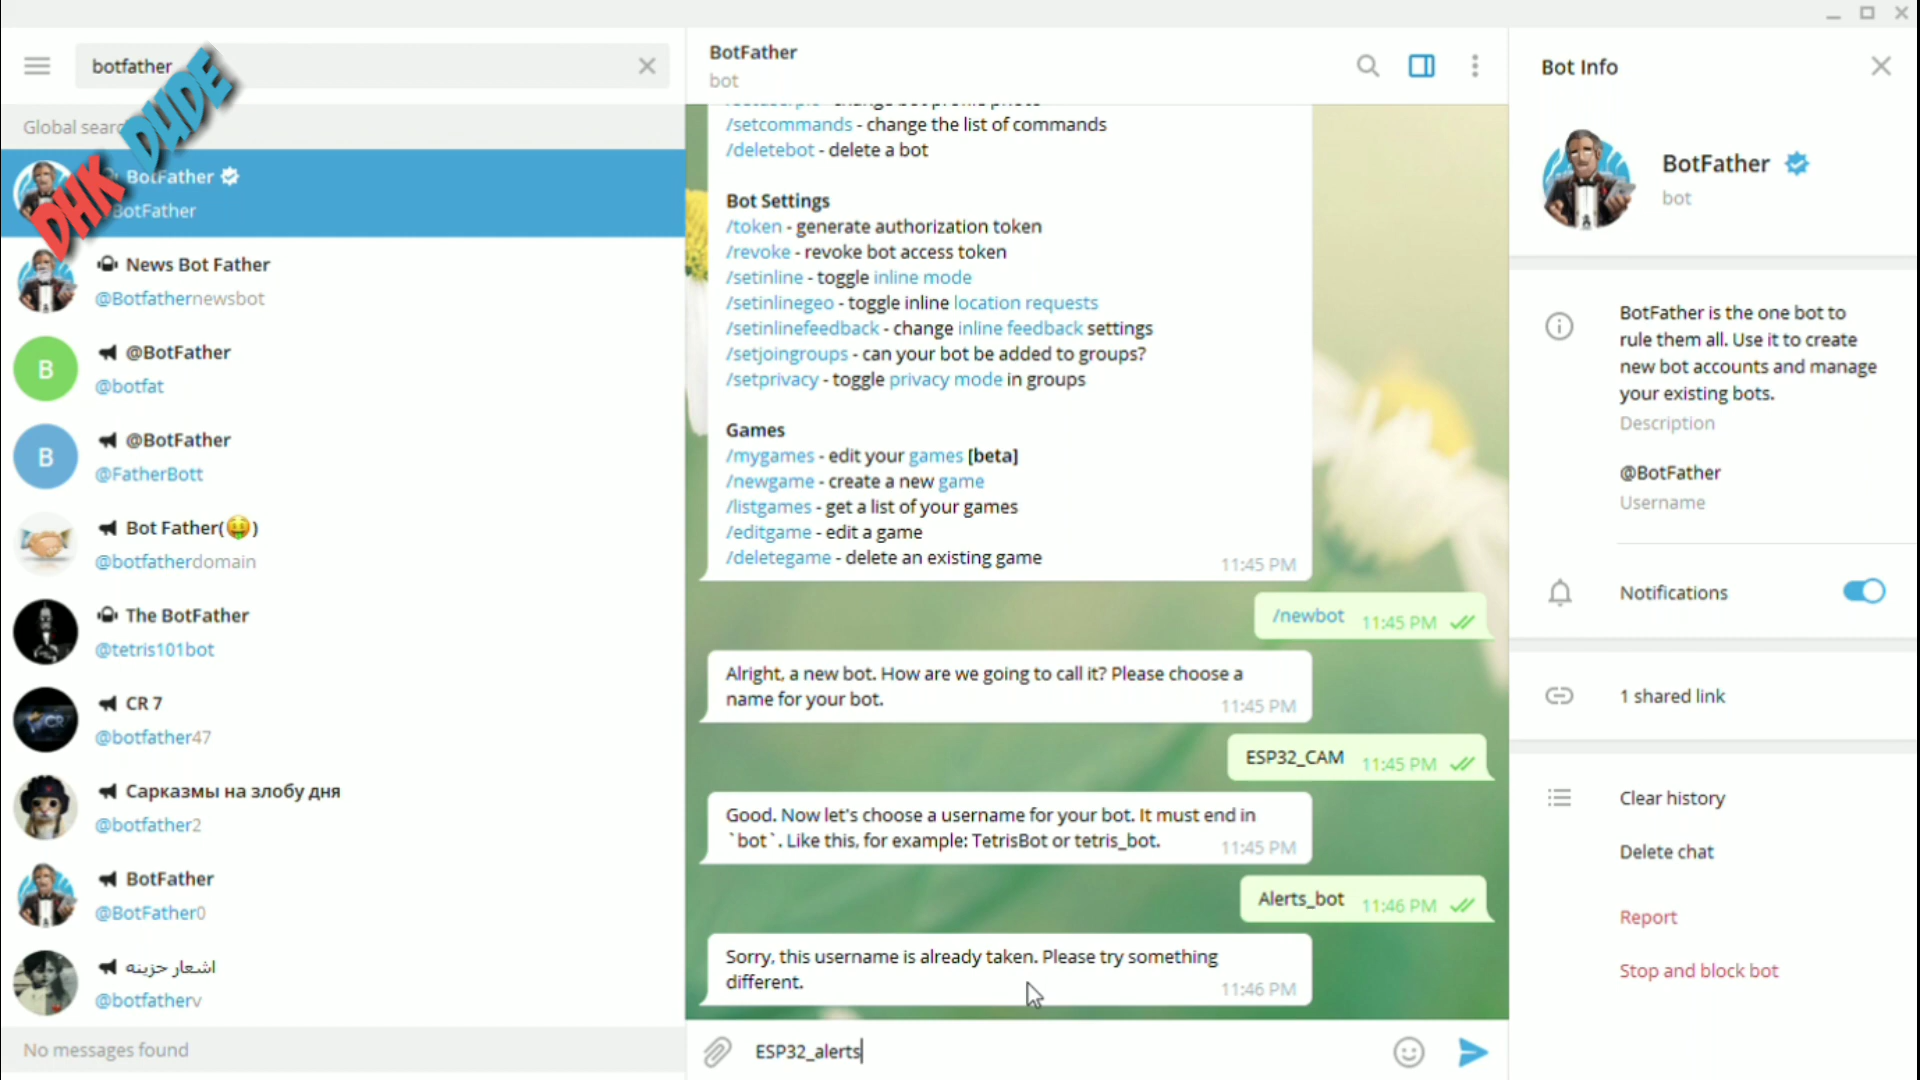 botfather
DHK DUDE
Global sear
BotFather
BotFather
News Bot Father
@Botfathernewsbot
B
@BotFather
@botfat
B
@BotFather
@FatherBott
Bot Father(🤑)
@botfatherdomain
The BotFather
@tetris101bot
CR 7
@botfather47
Сарказмы на злобу дня
@botfather2
BotFather
@BotFather0
اشعار حزينه
@botfatherv
No messages found
BotFather
bot
/setcommands - change the list of commands
/deletebot - delete a bot
Bot Settings
/token - generate authorization token
/revoke - revoke bot access token
/setinline - toggle inline mode
/setinlinegeo - toggle inline location requests
/setinlinefeedback - change inline feedback settings
/setjoingroups - can your bot be added to groups?
/setprivacy - toggle privacy mode in groups
Games
/mygames - edit your games [beta]
/newgame - create a new game
/listgames - get a list of your games
/editgame - edit a game
/deletegame - delete an existing game
11:45 PM
/newbot 11:45 PM
Alright, a new bot. How are we going to call it? Please choose a
name for your bot.
11:45 PM
ESP32_CAM 11:45 PM
Good. Now let's choose a username for your bot. It must end in
`bot`. Like this, for example: TetrisBot or tetris_bot.
11:45 PM
Alerts_bot 11:46 PM
Sorry, this username is already taken. Please try something
different.
11:46 PM
ESP32_alerts
Bot Info
BotFather
bot
BotFather is the one bot to
rule them all. Use it to create
new bot accounts and manage
your existing bots.
Description
@BotFather
Username
Notifications
1 shared link
Clear history
Delete chat
Report
Stop and block bot